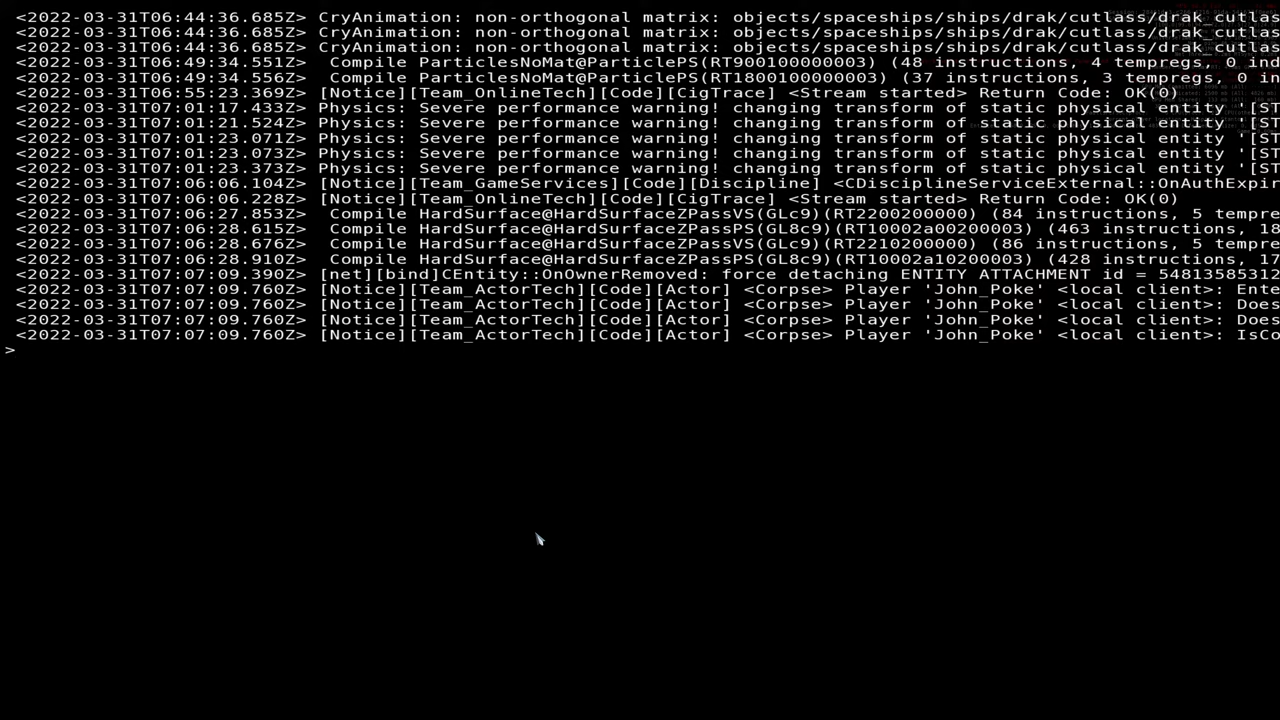 <2022-03-31T06:44:36.685Z> CryAnimation: non-orthogonal matrix: objects/spaceships/ships/drak/cutlass/drak_cutlas
<2022-03-31T06:44:36.685Z> CryAnimation: non-orthogonal matrix: objects/spaceships/ships/drak/cutlass/drak_cutlas
<2022-03-31T06:44:36.685Z> CryAnimation: non-orthogonal matrix: objects/spaceships/ships/drak/cutlass/drak_cutlas
<2022-03-31T06:49:34.551Z>  Compile ParticlesNoMat@ParticlePS(RT900100000003) (48 instructions, 4 tempregs, 0 ind
<2022-03-31T06:49:34.556Z>  Compile ParticlesNoMat@ParticlePS(RT1800100000003) (37 instructions, 3 tempregs, 0 in
<2022-03-31T06:55:23.369Z> [Notice][Team_OnlineTech][Code][CigTrace] <Stream started> Return Code: OK(0)
<2022-03-31T07:01:17.433Z> Physics: Severe performance warning! changing transform of static physical entity '[ST
<2022-03-31T07:01:21.524Z> Physics: Severe performance warning! changing transform of static physical entity '[ST
<2022-03-31T07:01:23.071Z> Physics: Severe performance warning! changing transform of static physical entity '[ST
<2022-03-31T07:01:23.073Z> Physics: Severe performance warning! changing transform of static physical entity '[ST
<2022-03-31T07:01:23.373Z> Physics: Severe performance warning! changing transform of static physical entity '[ST
<2022-03-31T07:06:06.104Z> [Notice][Team_GameServices][Code][Discipline] <CDisciplineServiceExternal::OnAuthExpir
<2022-03-31T07:06:06.228Z> [Notice][Team_OnlineTech][Code][CigTrace] <Stream started> Return Code: OK(0)
<2022-03-31T07:06:27.853Z>  Compile HardSurface@HardSurfaceZPassVS(GLc9)(RT2200200000) (84 instructions, 5 tempre
<2022-03-31T07:06:28.615Z>  Compile HardSurface@HardSurfaceZPassPS(GL8c9)(RT10002a00200003) (463 instructions, 18
<2022-03-31T07:06:28.676Z>  Compile HardSurface@HardSurfaceZPassVS(GLc9)(RT2210200000) (86 instructions, 5 tempre
<2022-03-31T07:06:28.910Z>  Compile HardSurface@HardSurfaceZPassPS(GL8c9)(RT10002a10200003) (428 instructions, 17
<2022-03-31T07:07:09.390Z> [net][bind]CEntity::OnOwnerRemoved: force detaching ENTITY ATTACHMENT id = 54813585312
<2022-03-31T07:07:09.760Z> [Notice][Team_ActorTech][Code][Actor] <Corpse> Player 'John_Poke' <local client>: Ente
<2022-03-31T07:07:09.760Z> [Notice][Team_ActorTech][Code][Actor] <Corpse> Player 'John_Poke' <local client>: Does
<2022-03-31T07:07:09.760Z> [Notice][Team_ActorTech][Code][Actor] <Corpse> Player 'John_Poke' <local client>: Does
<2022-03-31T07:07:09.760Z> [Notice][Team_ActorTech][Code][Actor] <Corpse> Player 'John_Poke' <local client>: IsCo
>